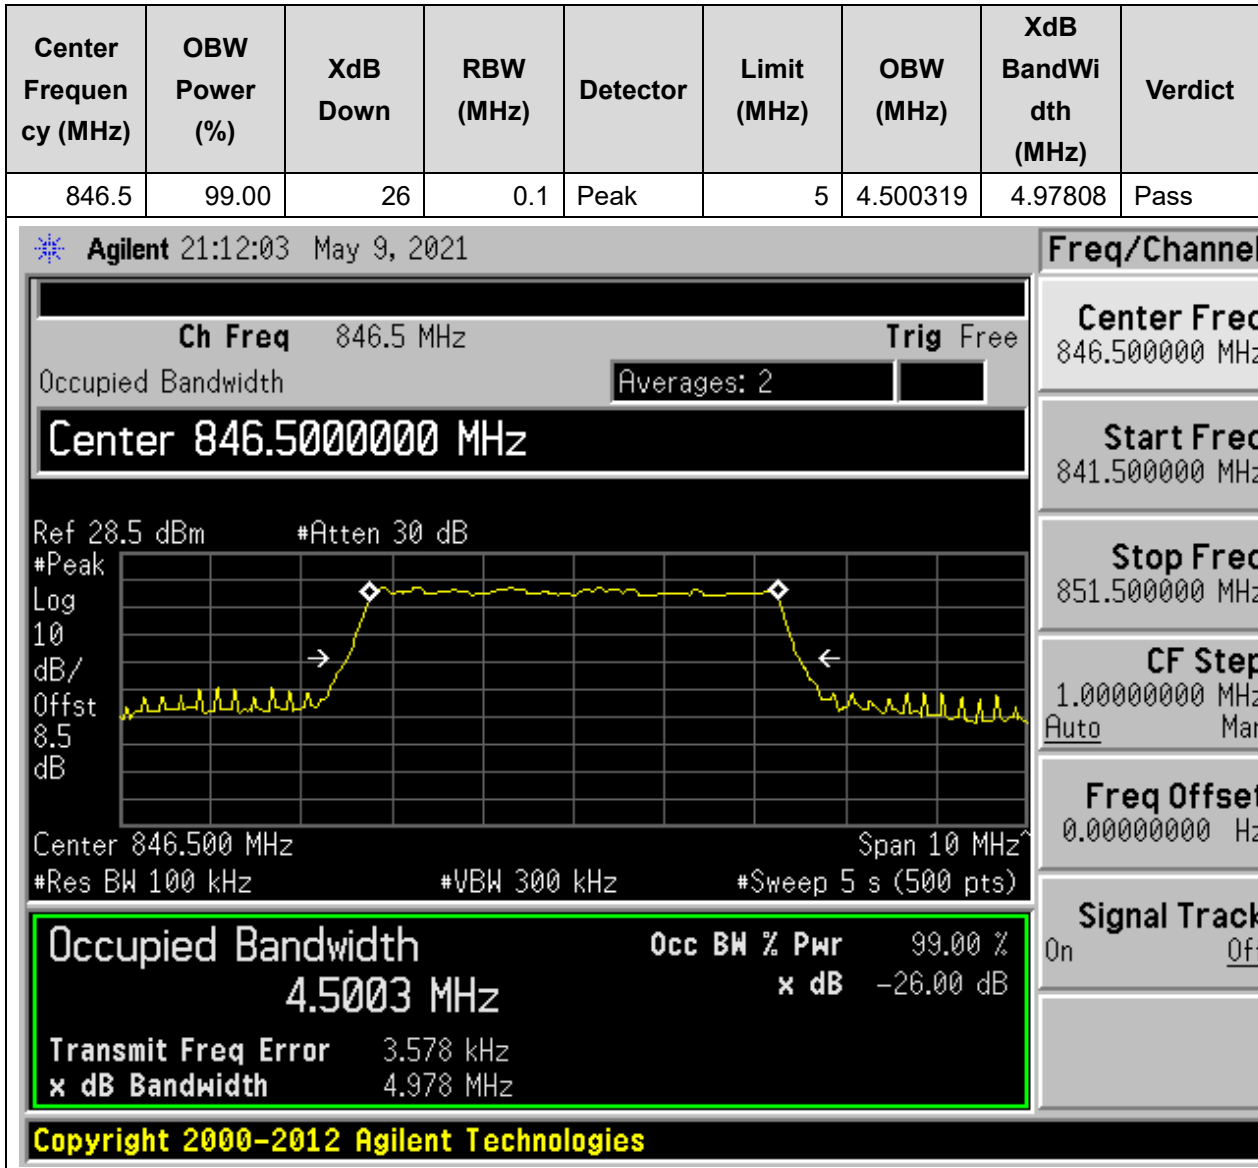 Center Frequen cy (MHz) OBW Power (%) XdB Down RBW (MHz) Detector Limit (MHz) OBW (MHz) XdB BandWi dth (MHz) Verdict
846.5 99.00 26 0.1 Peak 5 4.500319 4.97808 Pass
Agilent 21:12:03 May 9, 2021
Freq/Channel
Ch Freq 846.5 MHz Trig Free
Occupied Bandwidth Averages: 2
Center 846.5000000 MHz
Ref 28.5 dBm #Atten 30 dB
#Peak
Log
10
dB/
Offst
8.5
dB
Center 846.500 MHz Span 10 MHz^
#Res BW 100 kHz #VBW 300 kHz #Sweep 5 s (500 pts)
Occupied Bandwidth
4.5003 MHz
Occ BW % Pwr 99.00 %
x dB -26.00 dB
Transmit Freq Error 3.578 kHz
x dB Bandwidth 4.978 MHz
Copyright 2000-2012 Agilent Technologies
Center Freq
846.500000 MHz
Start Freq
841.500000 MHz
Stop Freq
851.500000 MHz
CF Step
1.00000000 MHz
Auto Man
Freq Offset
0.00000000 Hz
Signal Track
On Off